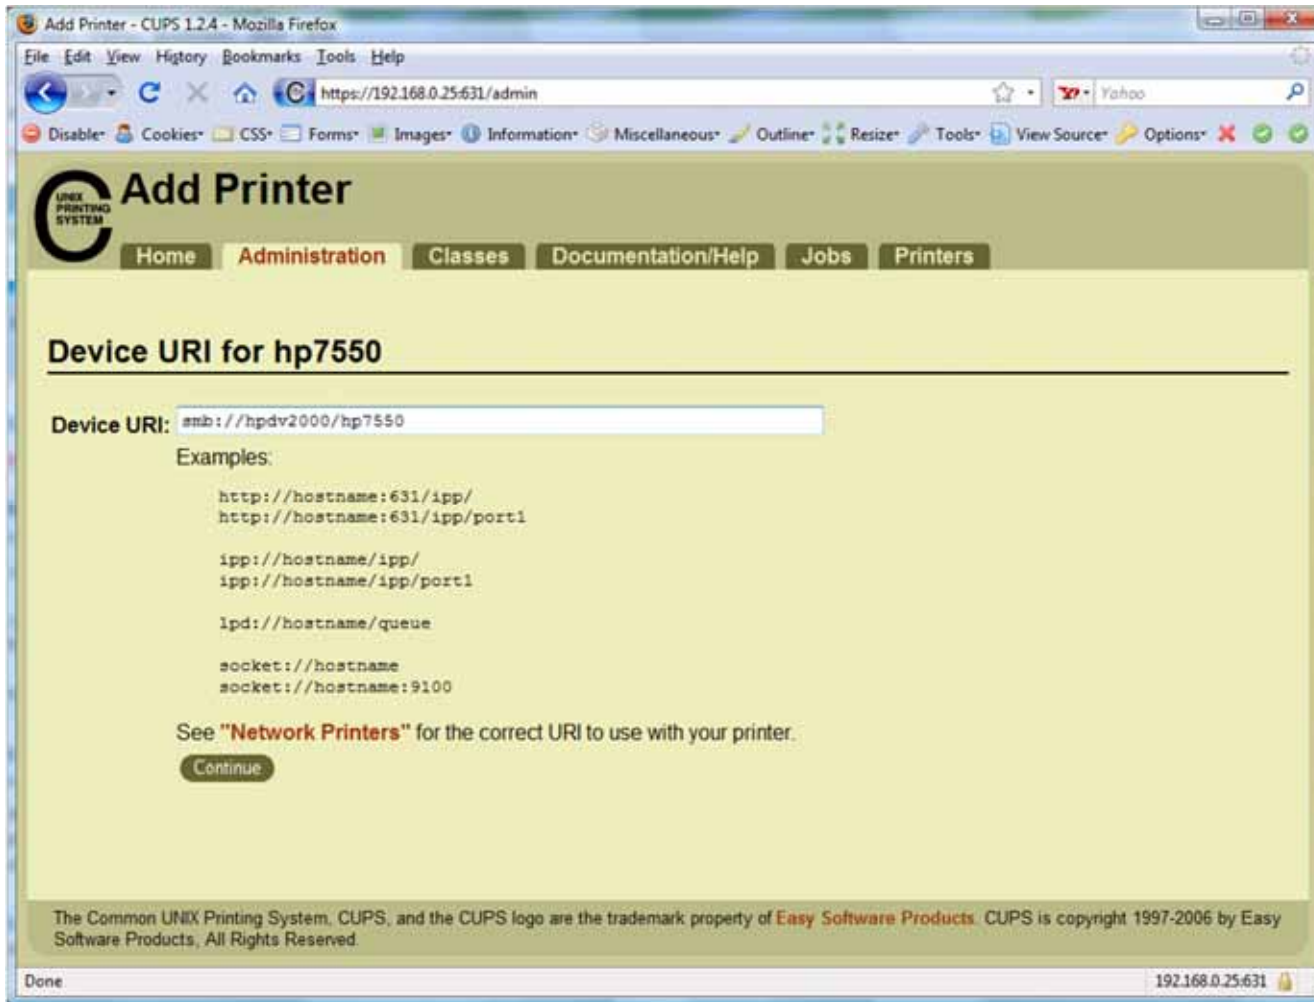 Add Printer - CUPS 1.2.4 - Mozilla Firefox
File Edit View History Bookmarks Tools Help
https://192.168.0.25:631/admin
Yahoo
Disable Cookies CSS Forms Images Information Miscellaneous Outline Resize Tools View Source Options
UNIX
PRINTING
SYSTEM
Add Printer
Home Administration Classes Documentation/Help Jobs Printers
Device URI for hp7550
Device URI: smb://hpdv2000/hp7550
Examples:
http://hostname:631/ipp/
http://hostname:631/ipp/port1
ipp://hostname/ipp/
ipp://hostname/ipp/port1
lpd://hostname/queue
socket://hostname
socket://hostname:9100
See "Network Printers" for the correct URI to use with your printer.
Continue
The Common UNIX Printing System, CUPS, and the CUPS logo are the trademark property of Easy Software Products. CUPS is copyright 1997-2006 by Easy
Software Products, All Rights Reserved.
Done
192.168.0.25:631